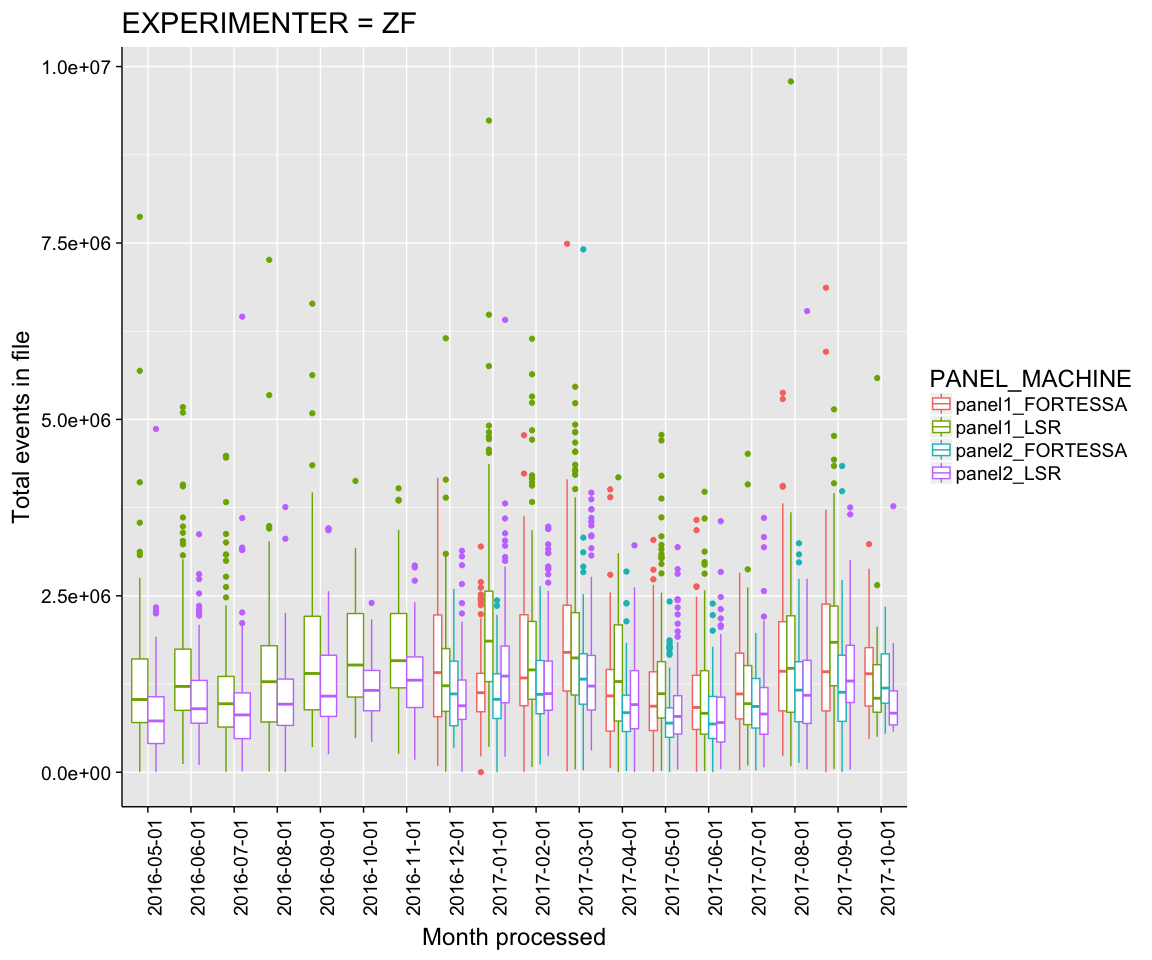 EXPERIMENTER = ZF
1.0e+07
7.5e+06
5.0e+06
2.5e+06
0.0e+00
Total events in file
2016-05-01
2016-06-01
2016-07-01
2016-08-01
2016-09-01
2016-10-01
2016-11-01
2016-12-01
2017-01-01
2017-02-01
2017-03-01
2017-04-01
2017-05-01
2017-06-01
2017-07-01
2017-08-01
2017-09-01
2017-10-01
Month processed
PANEL_MACHINE
panel1_FORTESSA
panel1_LSR
panel2_FORTESSA
panel2_LSR